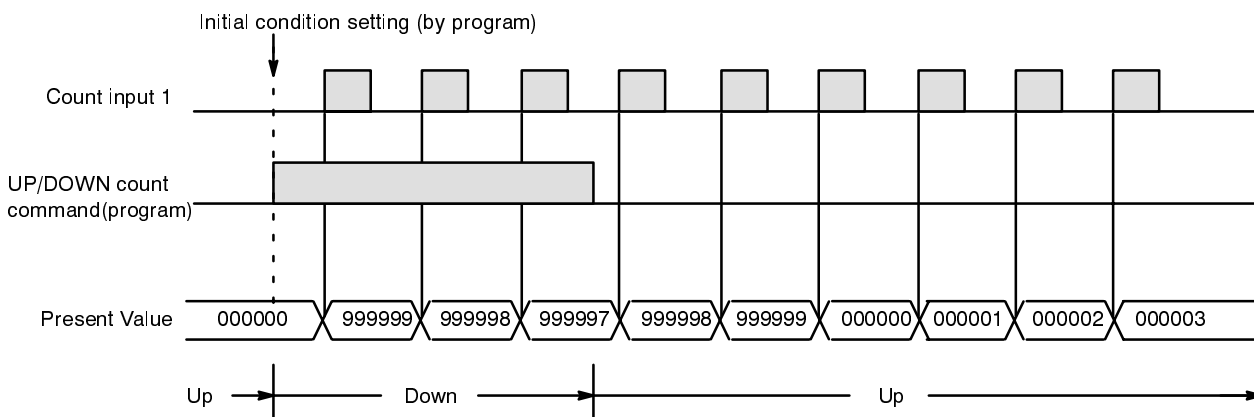 Initial condition setting (by program)
Count input 1
UP/DOWN count
command(program)
Present Value
000000 999999 999998 999997 999998 999999 000000 000001 000002 000003
Up Down Up